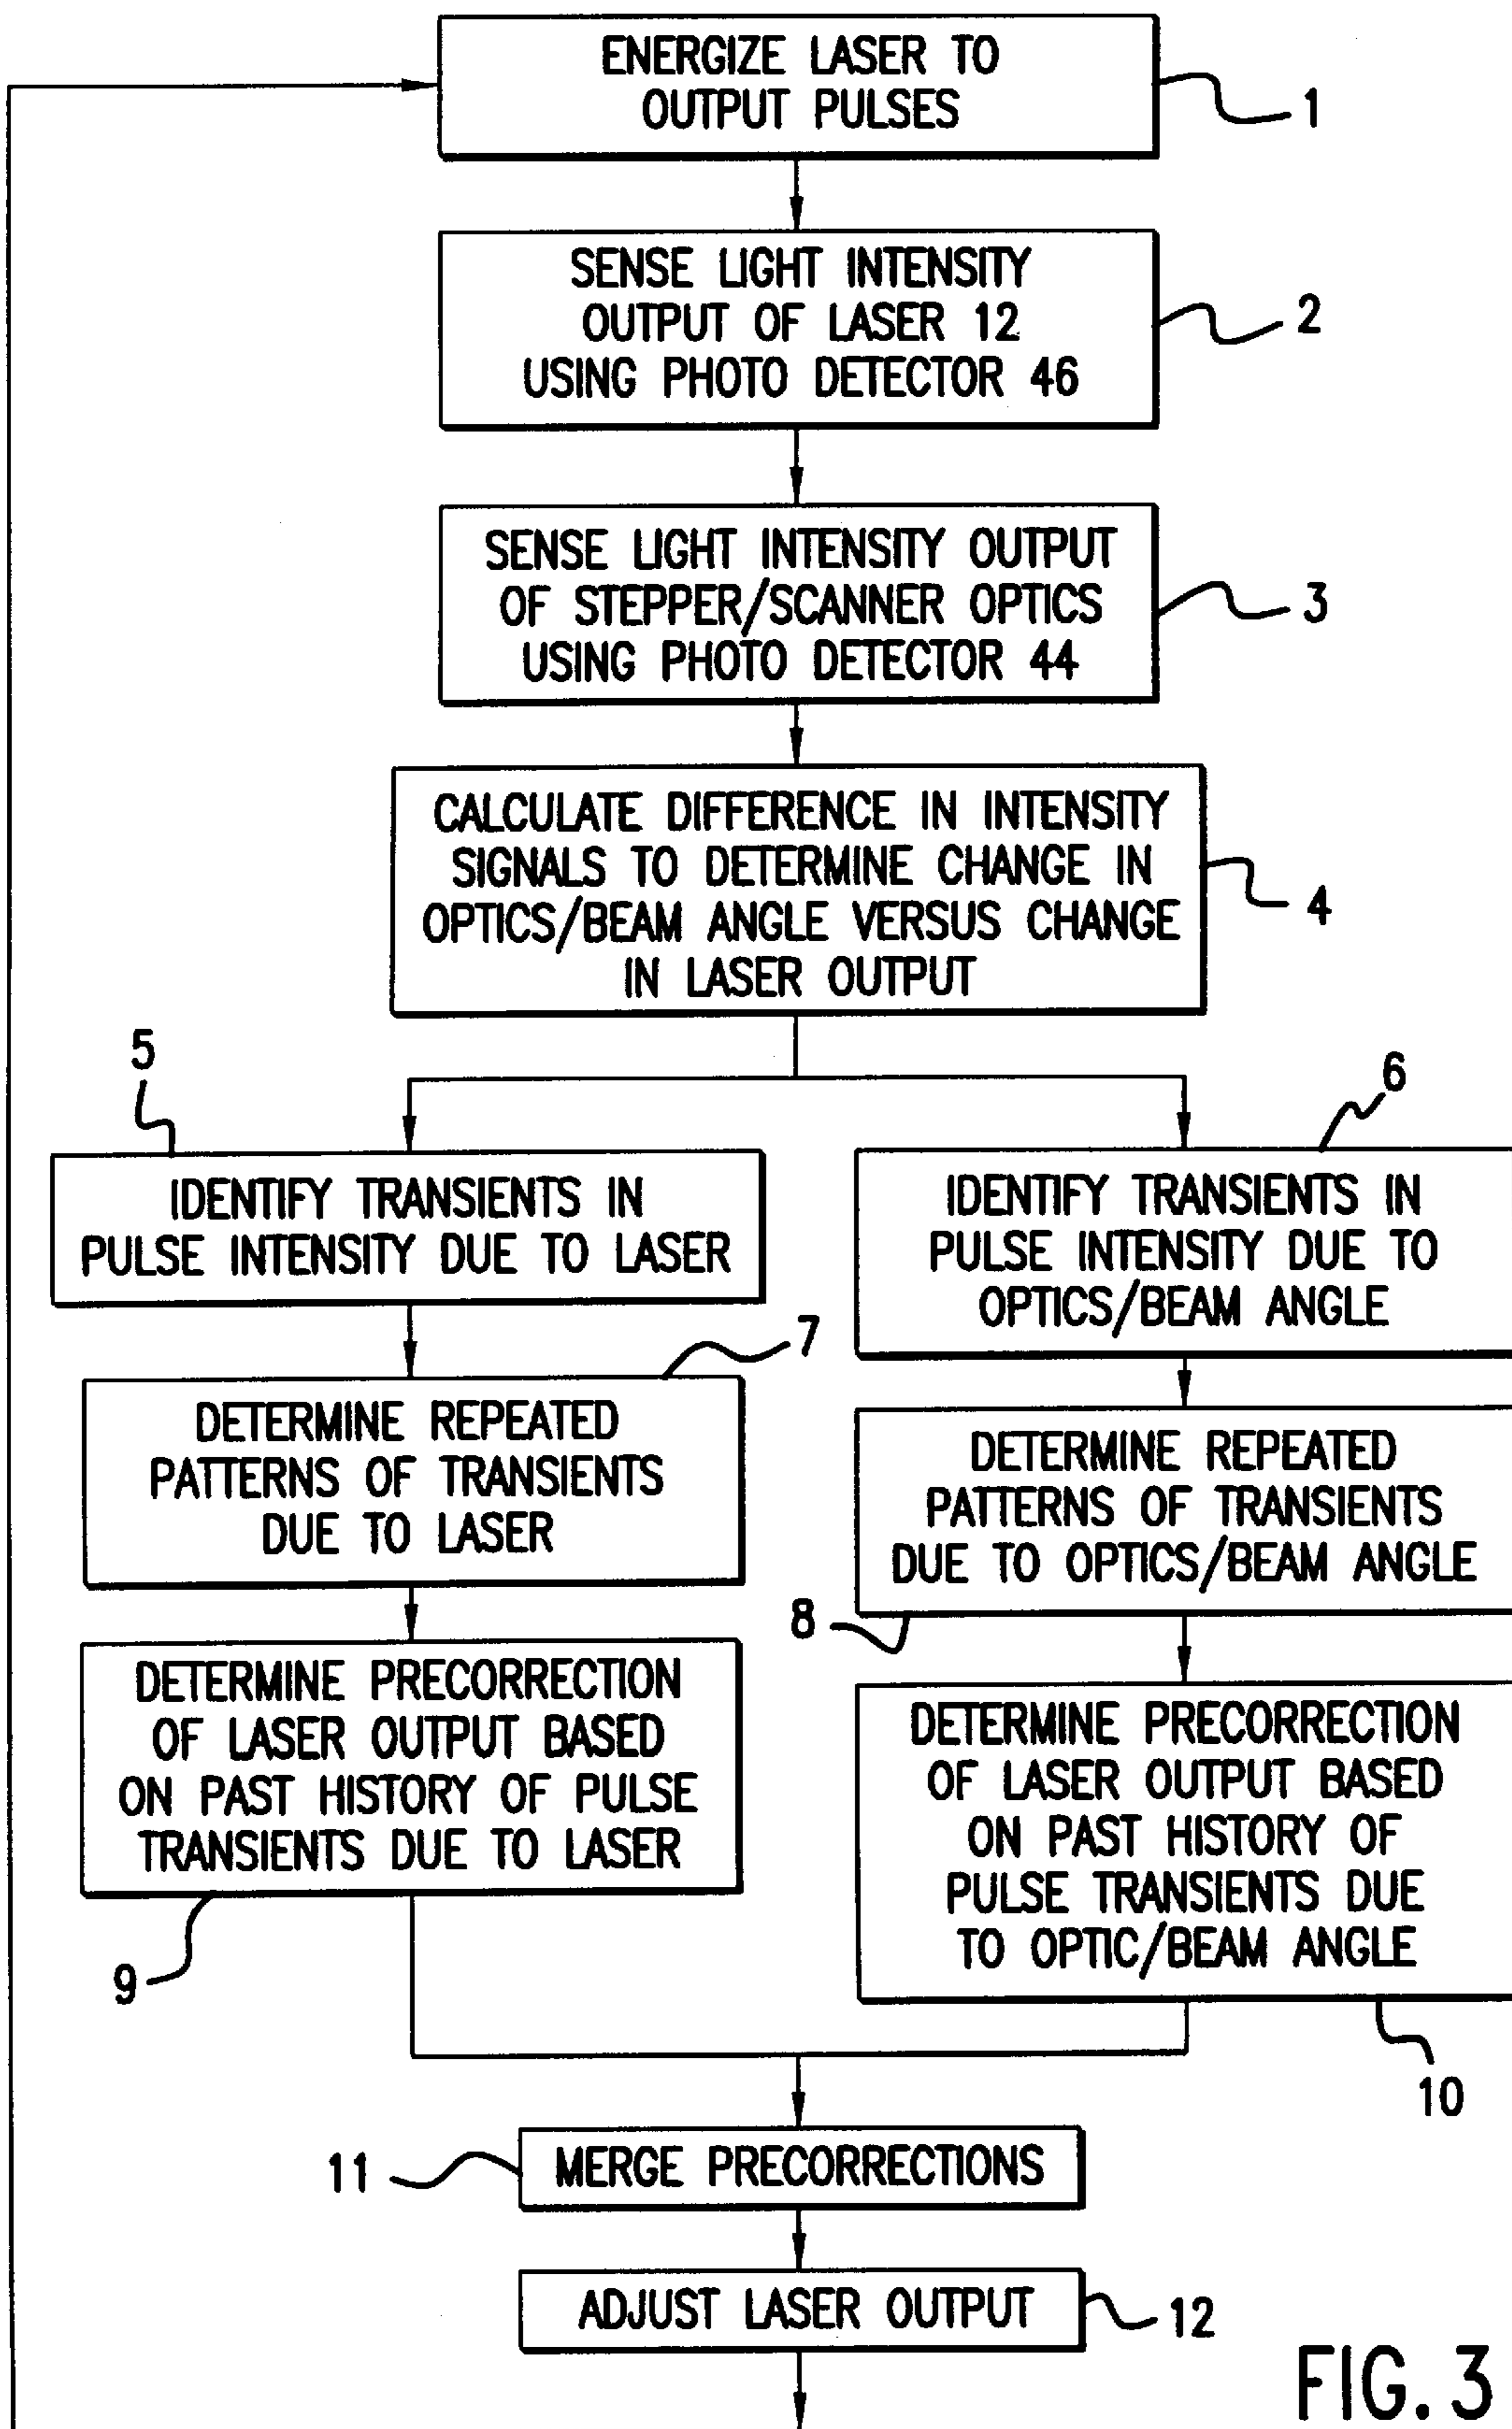 ENERGIZE LASER TO
OUTPUT PULSES
1
SENSE LIGHT INTENSITY
OUTPUT OF LASER 12
USING PHOTO DETECTOR 46
2
SENSE LIGHT INTENSITY OUTPUT
OF STEPPER/SCANNER OPTICS
USING PHOTO DETECTOR 44
3
CALCULATE DIFFERENCE IN INTENSITY
SIGNALS TO DETERMINE CHANGE IN
OPTICS/BEAM ANGLE VERSUS CHANGE
IN LASER OUTPUT
4
5
IDENTIFY TRANSIENTS IN
PULSE INTENSITY DUE TO LASER
6
IDENTIFY TRANSIENTS IN
PULSE INTENSITY DUE TO
OPTICS/BEAM ANGLE
7
DETERMINE REPEATED
PATTERNS OF TRANSIENTS
DUE TO LASER
DETERMINE REPEATED
PATTERNS OF TRANSIENTS
DUE TO OPTICS/BEAM ANGLE
8
DETERMINE PRECORRECTION
OF LASER OUTPUT BASED
ON PAST HISTORY OF PULSE
TRANSIENTS DUE TO LASER
9
DETERMINE PRECORRECTION
OF LASER OUTPUT BASED
ON PAST HISTORY OF
PULSE TRANSIENTS DUE
TO OPTIC/BEAM ANGLE
10
11
MERGE PRECORRECTIONS
ADJUST LASER OUTPUT
12
FIG. 3